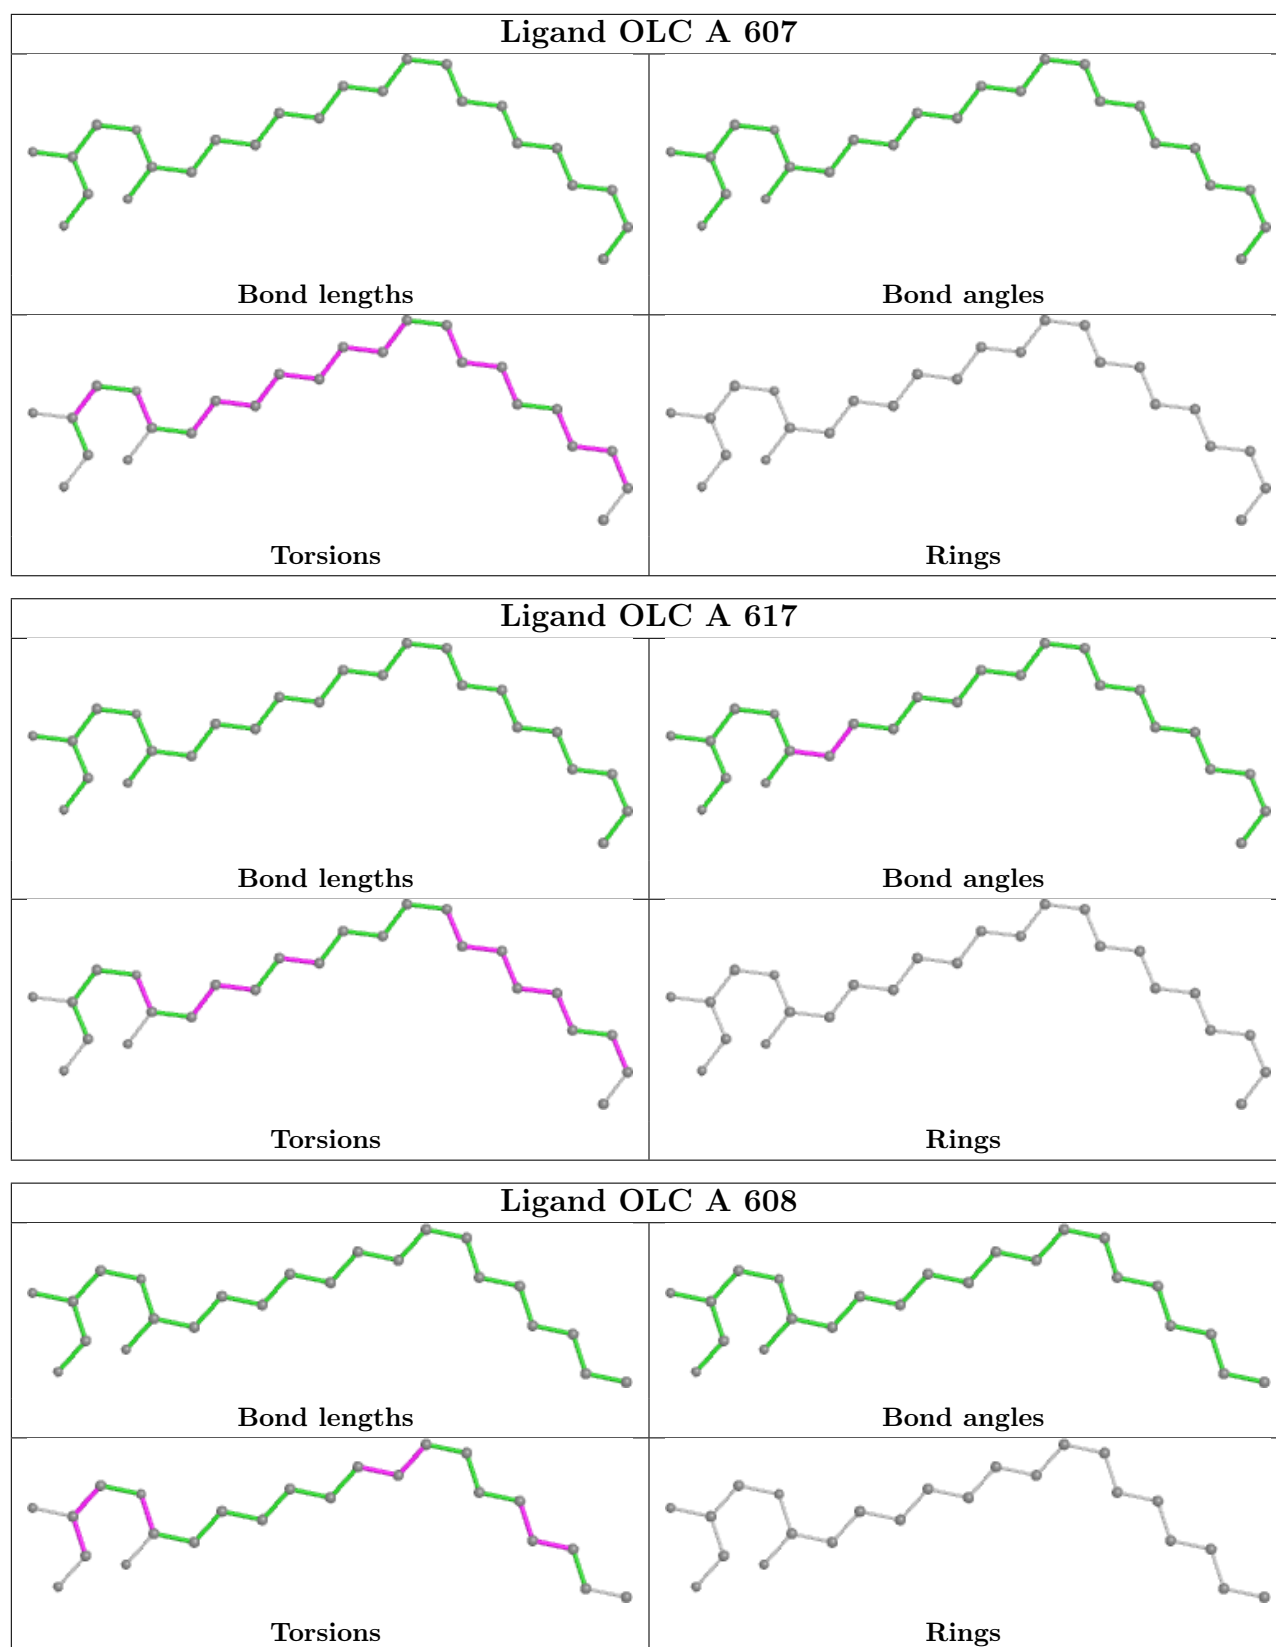 Ligand OLC A 607
Bond lengths
Bond angles
Torsions
Rings
Ligand OLC A 617
Bond lengths
Bond angles
Torsions
Rings
Ligand OLC A 608
Bond lengths
Bond angles
Torsions
Rings